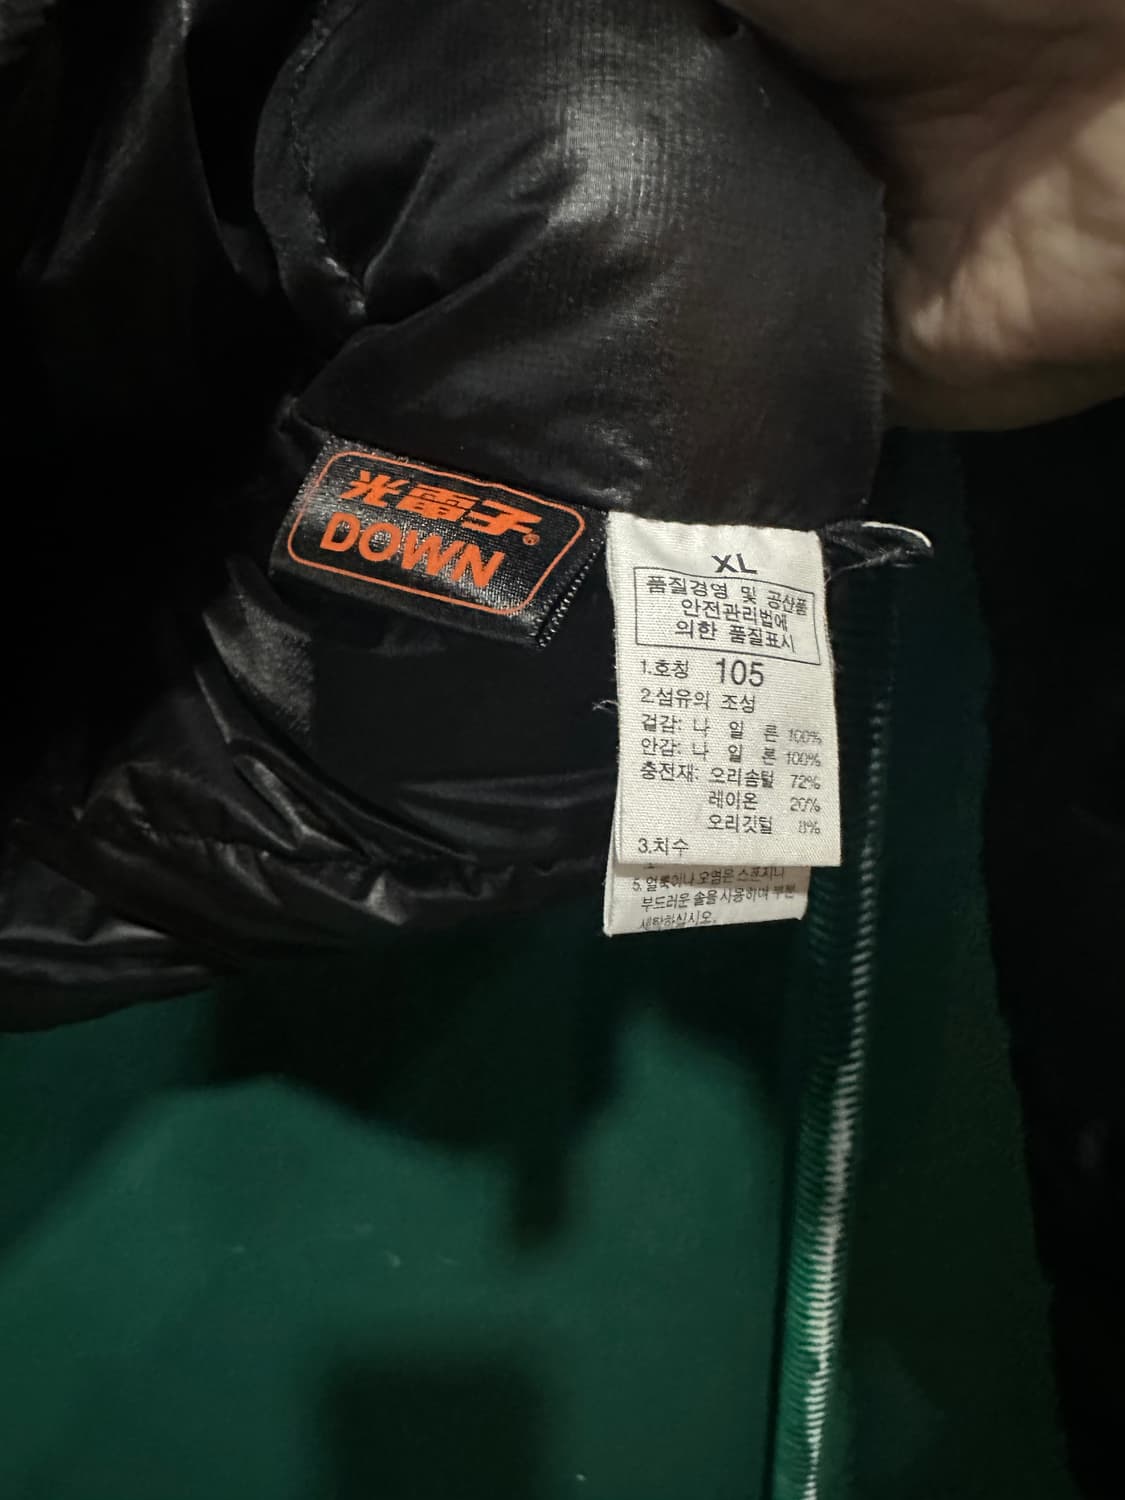 光電子®
DOWN
XL
품질경영 및 공산품
안전관리법에
의한 품질표시
1.호칭 105
2.섬유의 조성
겉감: 나 일 론 100%
안감: 나 일 론 100%
충전재: 오리솜털 72%
레이온 20%
오리깃털 8%
3.치수
5. 얼룩이나 오염은 스폰지나
부드러운 솔을 사용하여 부분
세탁하십시오.